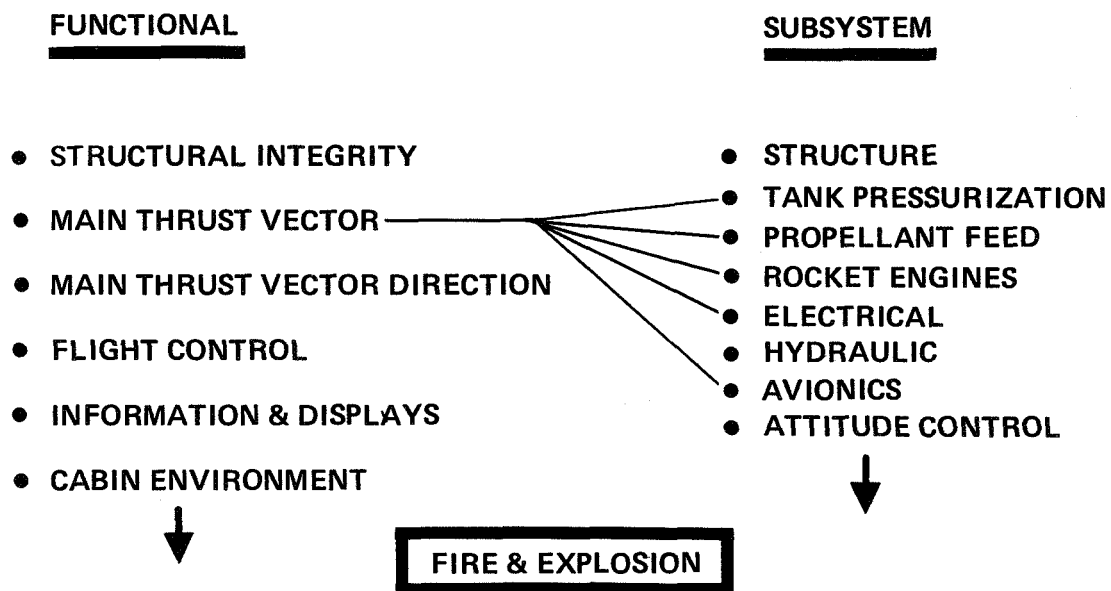 FUNCTIONAL
• STRUCTURAL INTEGRITY
• MAIN THRUST VECTOR
• MAIN THRUST VECTOR DIRECTION
• FLIGHT CONTROL
• INFORMATION & DISPLAYS
• CABIN ENVIRONMENT
SUBSYSTEM
• STRUCTURE
• TANK PRESSURIZATION
• PROPELLANT FEED
• ROCKET ENGINES
• ELECTRICAL
• HYDRAULIC
• AVIONICS
• ATTITUDE CONTROL
FIRE & EXPLOSION